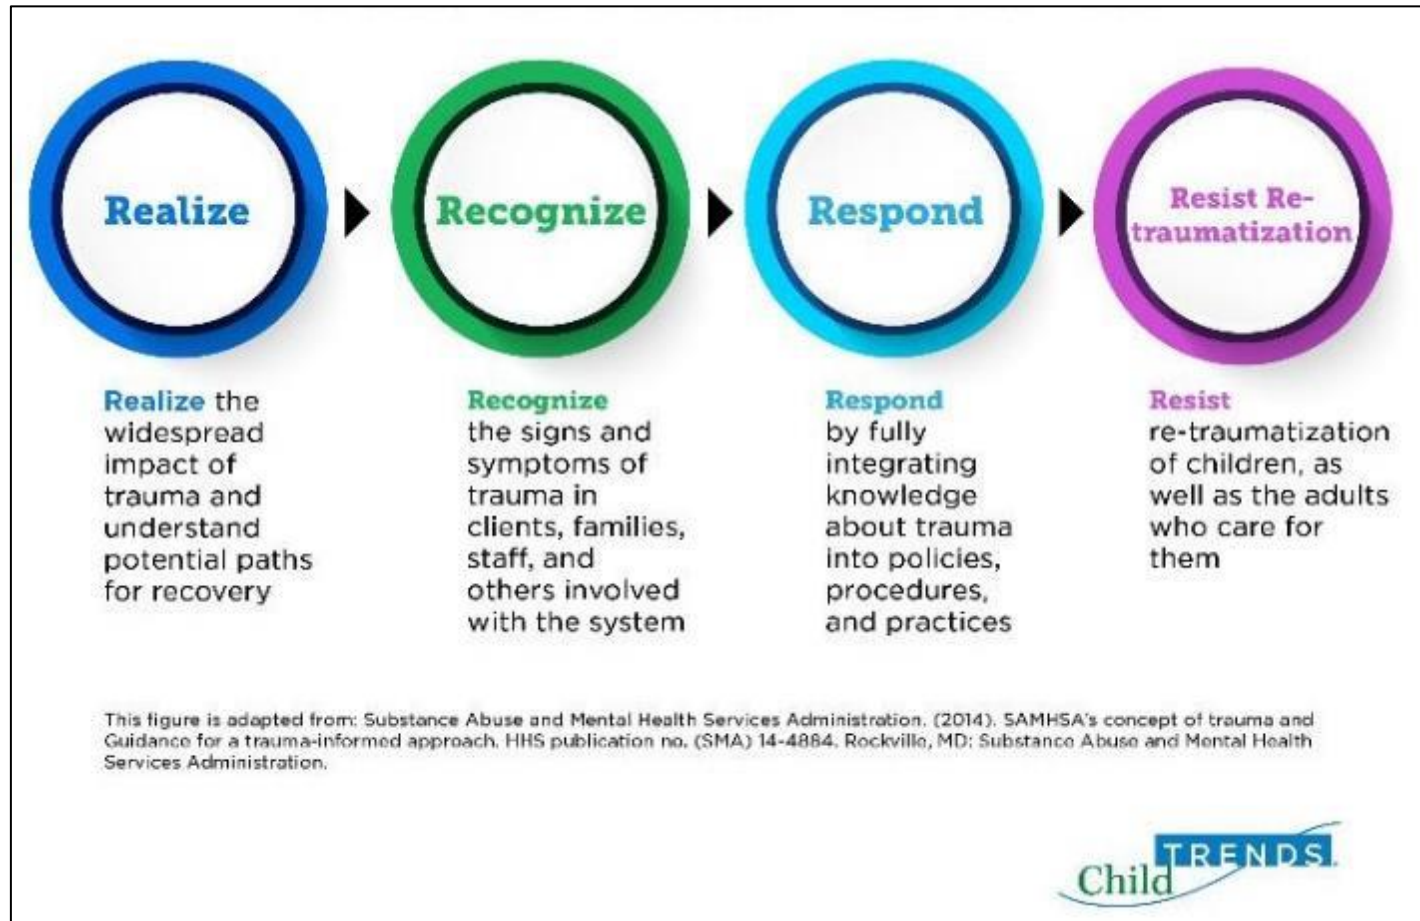 Realize
Recognize
Respond
Resist Re-
traumatization
Realize the
widespread
impact of
trauma and
understand
potential paths
for recovery
Recognize
the signs and
symptoms of
trauma in
clients, families,
staff, and
others involved
with the system
Respond
by fully
integrating
knowledge
about trauma
into policies,
procedures,
and practices
Resist
re-traumatization
of children, as
well as the adults
who care for
them
This figure is adapted from: Substance Abuse and Mental Health Services Administration. (2014). SAMHSA's concept of trauma and
Guidance for a trauma-informed approach. HHS publication no. (SMA) 14-4884. Rockville, MD: Substance Abuse and Mental Health
Services Administration.
Child TRENDS